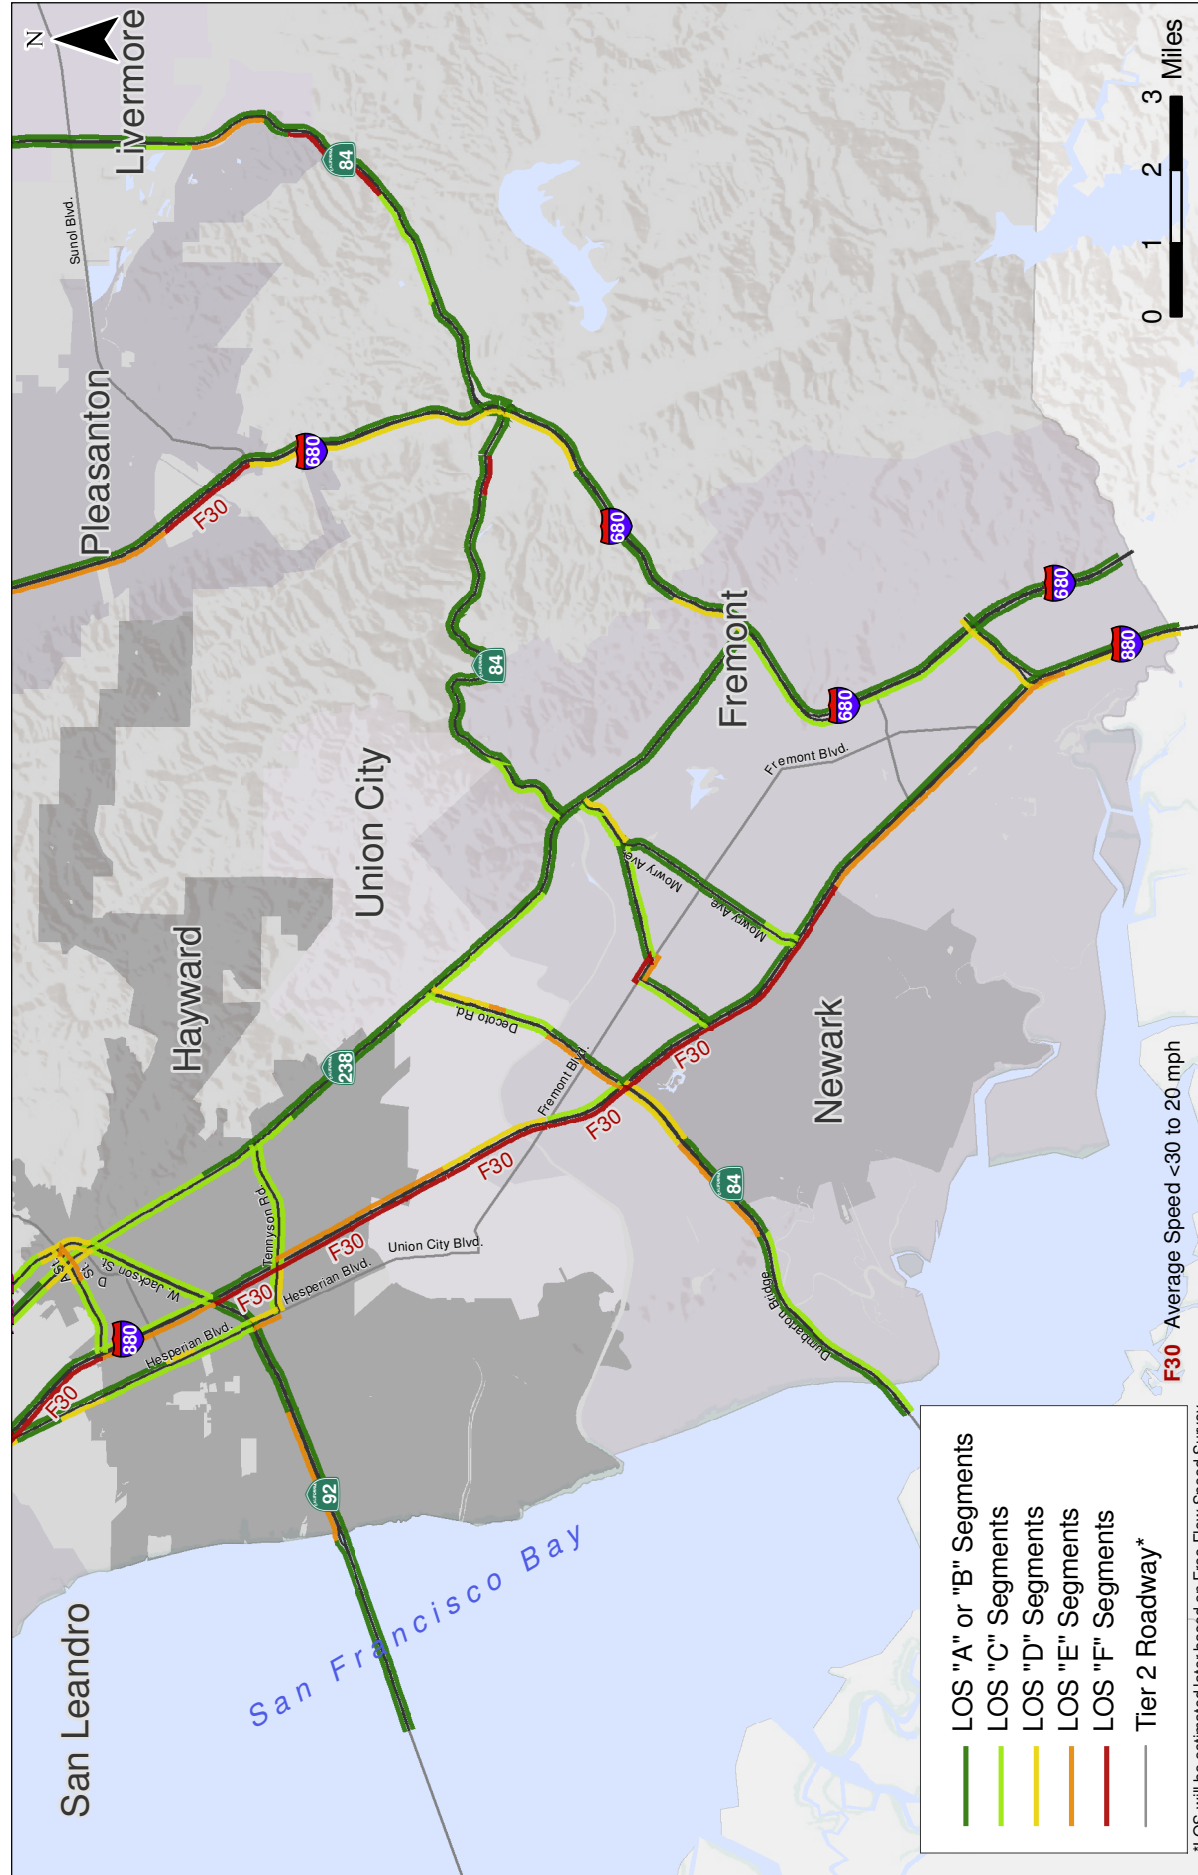 N
San Leandro
Hayward
Union City
Pleasanton
Livermore
Fremont
Newark
San Francisco Bay
Sunol Blvd.
F30
680
84
680
680
680
880
84
238
84
92
880
F30
F30
F30
F30
F30
F30
A St.
D St.
W. Jackson St.
Tennyson Rd.
Hesperian Blvd.
Hesperian Blvd.
Union City Blvd.
Fremont Blvd.
Fremont Blvd.
Decoto Rd.
Mowry Ave.
Mowry Ave.
Dumbarton Bridge
LOS "A" or "B" Segments
LOS "C" Segments
LOS "D" Segments
LOS "E" Segments
LOS "F" Segments
Tier 2 Roadway*
F30 Average Speed <30 to 20 mph
0 1 2 3 Miles